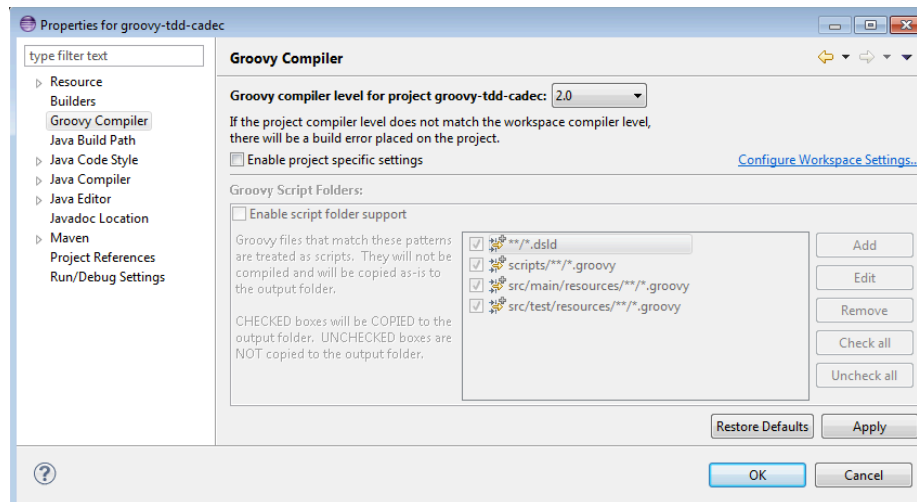 Properties for groovy-tdd-cadec
type filter text
Resource
Builders
Groovy Compiler
Java Build Path
Java Code Style
Java Compiler
Java Editor
Javadoc Location
Maven
Project References
Run/Debug Settings
Groovy Compiler
Groovy compiler level for project groovy-tdd-cadec: 2.0
If the project compiler level does not match the workspace compiler level,
there will be a build error placed on the project.
Enable project specific settings
Configure Workspace Settings..
Groovy Script Folders:
Enable script folder support
Groovy files that match these patterns
are treated as scripts. They will not be
compiled and will be copied as-is to
the output folder.
CHECKED boxes will be COPIED to the
output folder. UNCHECKED boxes are
NOT copied to the output folder.
**/*.dsld
scripts/**/*.groovy
src/main/resources/**/*.groovy
src/test/resources/**/*.groovy
Add
Edit
Remove
Check all
Uncheck all
Restore Defaults
Apply
OK
Cancel